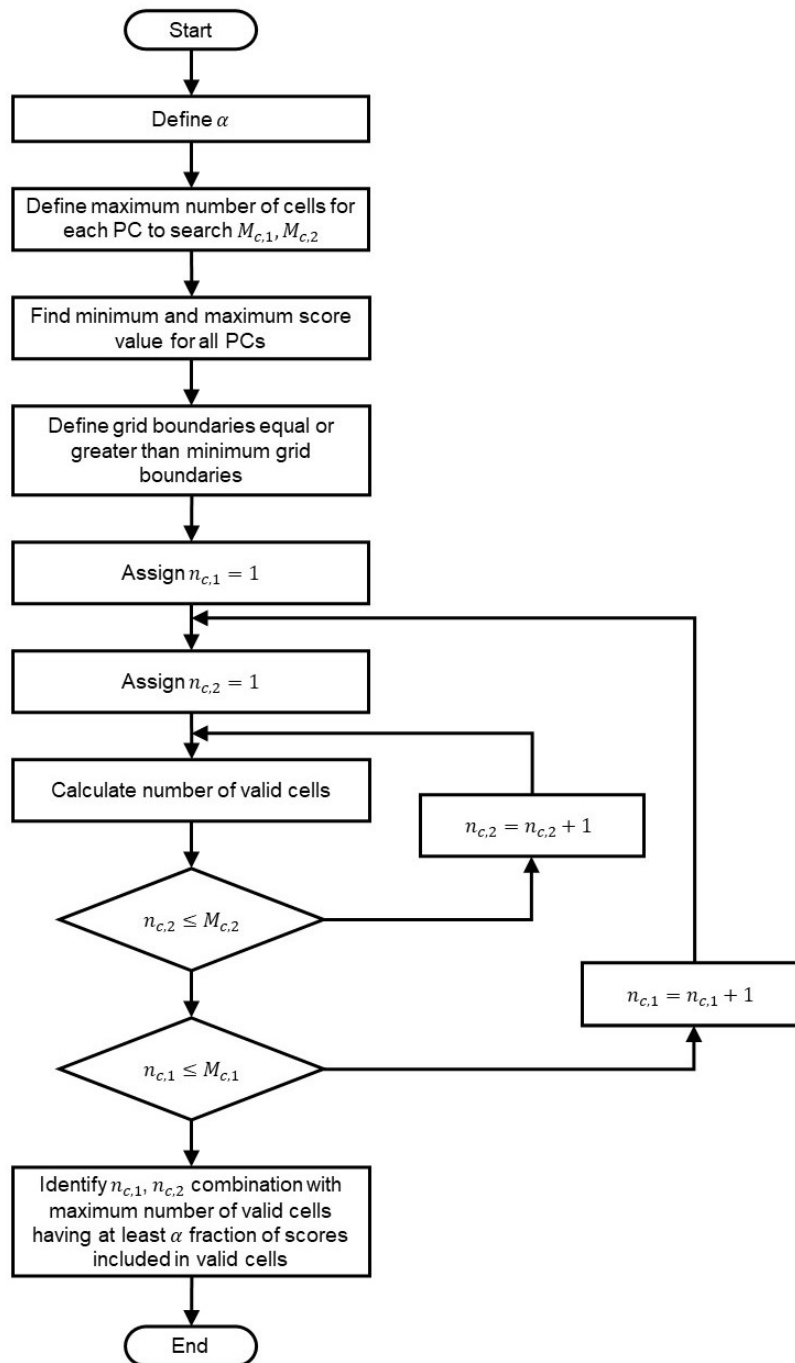 Start
Define α
Define maximum number of cells for
each PC to search M_{c,1}, M_{c,2}
Find minimum and maximum score
value for all PCs
Define grid boundaries equal or
greater than minimum grid
boundaries
Assign n_{c,1} = 1
Assign n_{c,2} = 1
Calculate number of valid cells
n_{c,2} = n_{c,2} + 1
n_{c,2} ≤ M_{c,2}
n_{c,1} = n_{c,1} + 1
n_{c,1} ≤ M_{c,1}
Identify n_{c,1}, n_{c,2} combination with
maximum number of valid cells
having at least α fraction of scores
included in valid cells
End